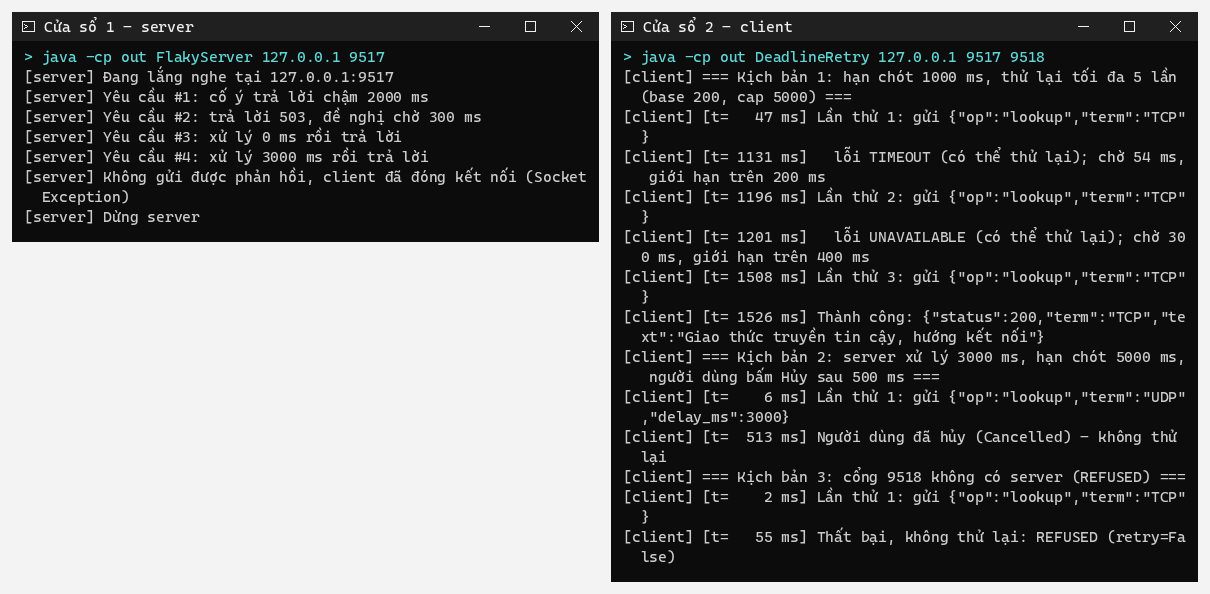 Cửa sổ 1 — server
> java -cp out FlakyServer 127.0.0.1 9517
[server] Đang lắng nghe tại 127.0.0.1:9517
[server] Yêu cầu #1: cố ý trả lời chậm 2000 ms
[server] Yêu cầu #2: trả lời 503, đề nghị chờ 300 ms
[server] Yêu cầu #3: xử lý 0 ms rồi trả lời
[server] Yêu cầu #4: xử lý 3000 ms rồi trả lời
[server] Không gửi được phản hồi, client đã đóng kết nối (Socket
Exception)
[server] Dừng server
Cửa sổ 2 — client
> java -cp out DeadlineRetry 127.0.0.1 9517 9518
[client] === Kịch bản 1: hạn chót 1000 ms, thử lại tối đa 5 lần
(base 200, cap 5000) ===
[client] [t=   47 ms] Lần thử 1: gửi {"op":"lookup","term":"TCP"
}
[client] [t= 1131 ms]   lỗi TIMEOUT (có thể thử lại); chờ 54 ms,
giới hạn trên 200 ms
[client] [t= 1196 ms] Lần thử 2: gửi {"op":"lookup","term":"TCP"
}
[client] [t= 1201 ms]   lỗi UNAVAILABLE (có thể thử lại); chờ 30
0 ms, giới hạn trên 400 ms
[client] [t= 1508 ms] Lần thử 3: gửi {"op":"lookup","term":"TCP"
}
[client] [t= 1526 ms] Thành công: {"status":200,"term":"TCP","te
xt":"Giao thức truyền tin cậy, hướng kết nối"}
[client] === Kịch bản 2: server xử lý 3000 ms, hạn chót 5000 ms,
người dùng bấm Hủy sau 500 ms ===
[client] [t=    6 ms] Lần thử 1: gửi {"op":"lookup","term":"UDP"
,"delay_ms":3000}
[client] [t=  513 ms] Người dùng đã hủy (Cancelled) — không thử
lại
[client] === Kịch bản 3: cổng 9518 không có server (REFUSED) ===
[client] [t=    2 ms] Lần thử 1: gửi {"op":"lookup","term":"TCP"
}
[client] [t=   55 ms] Thất bại, không thử lại: REFUSED (retry=Fa
lse)